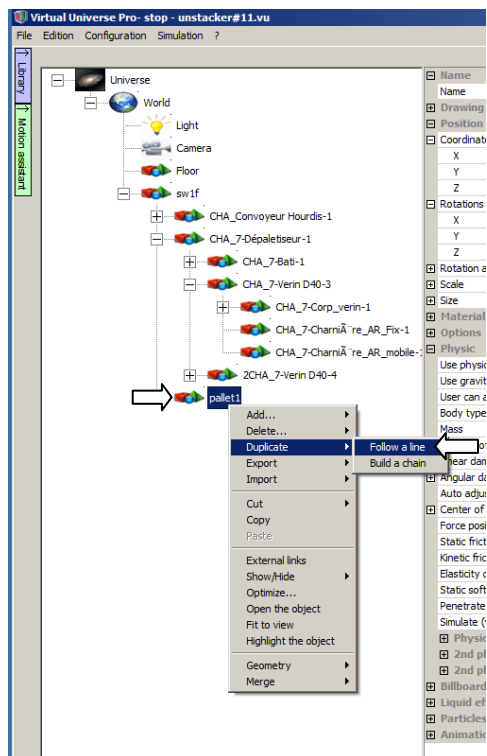 Virtual Universe Pro- stop - unstacker#11.vu
File Edition Configuration Simulation ?
Library
Motion assistant
Universe
World
Light
Camera
Floor
sw1f
CHA_Convoyeur Hourdis-1
CHA_7-Dépaletiseur-1
CHA_7-Bati-1
CHA_7-Verin D40-3
CHA_7-Corp_verin-1
CHA_7-CharniÃ¨re_AR_Fix-1
CHA_7-CharniÃ¨re_AR_mobile-
2CHA_7-Verin D40-4
pallet1
Add...
Delete...
Duplicate
Export
Import
Cut
Copy
Paste
External links
Show/Hide
Optimize...
Open the object
Fit to view
Highlight the object
Geometry
Merge
Follow a line
Build a chain
Name
Name
Drawing
Position
Coordinate
X
Y
Z
Rotations
X
Y
Z
Rotation a
Scale
Size
Material
Options
Physic
Use physic
Use gravit
User can a
Body type
Mass
Angular da
Auto adjus
Center of
Force posi
Static frict
Kinetic fric
Elasticity c
Static soft
Penetrate
Simulate (
Physic
2nd pl
2nd pl
Billboard
Liquid ef
Particles
Animatio